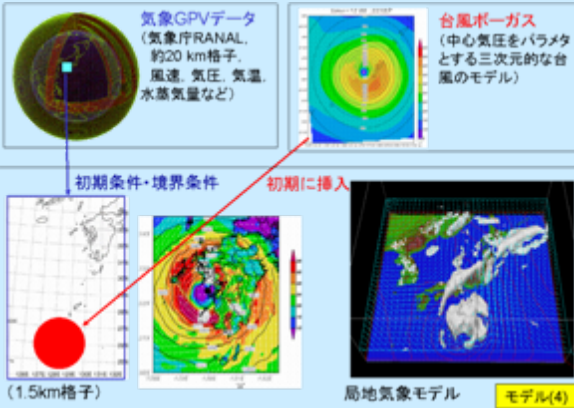 気象GPVデータ
(気象庁RANAL、
約20 km格子、
風速、気圧、気温、
水蒸気量など)
台風ボーガス
(中心気圧をパラメタ
とする三次元的な台
風のモデル)
初期条件・境界条件
初期に挿入
(1.5km格子)
局地気象モデル
モデル(4)